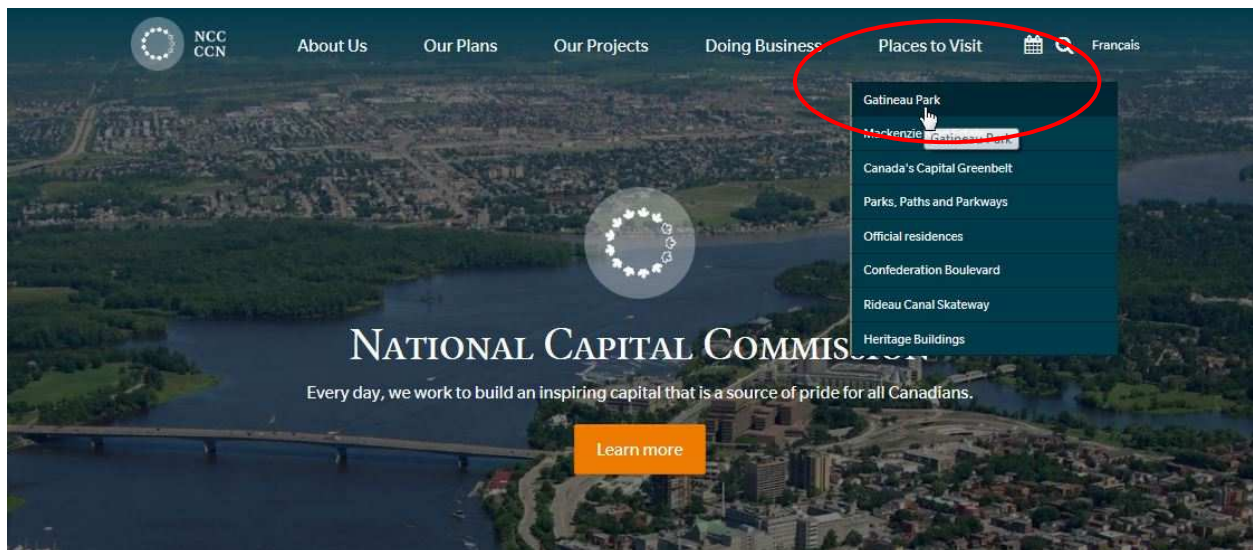 NCC
CCN
About Us Our Plans Our Projects Doing Business Places to Visit Français
Gatineau Park
Mackenzie
Gatineau Park
Canada's Capital Greenbelt
Parks, Paths and Parkways
Official residences
Confederation Boulevard
Rideau Canal Skateway
Heritage Buildings
NATIONAL CAPITAL COMMISSION
Every day, we work to build an inspiring capital that is a source of pride for all Canadians.
Learn more